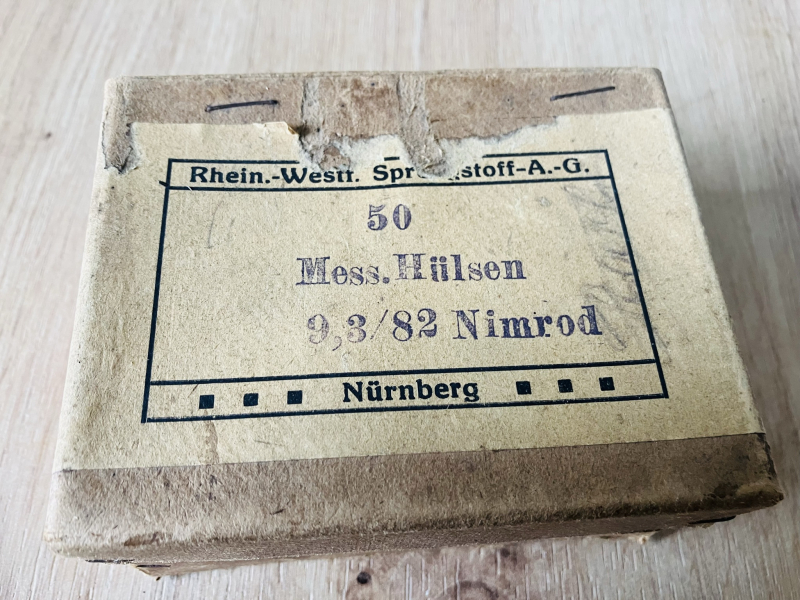 Rhein.-Westf. -A.-G.
50
Mess. Hülsen
9,3/82 Nimrod
Nürnberg